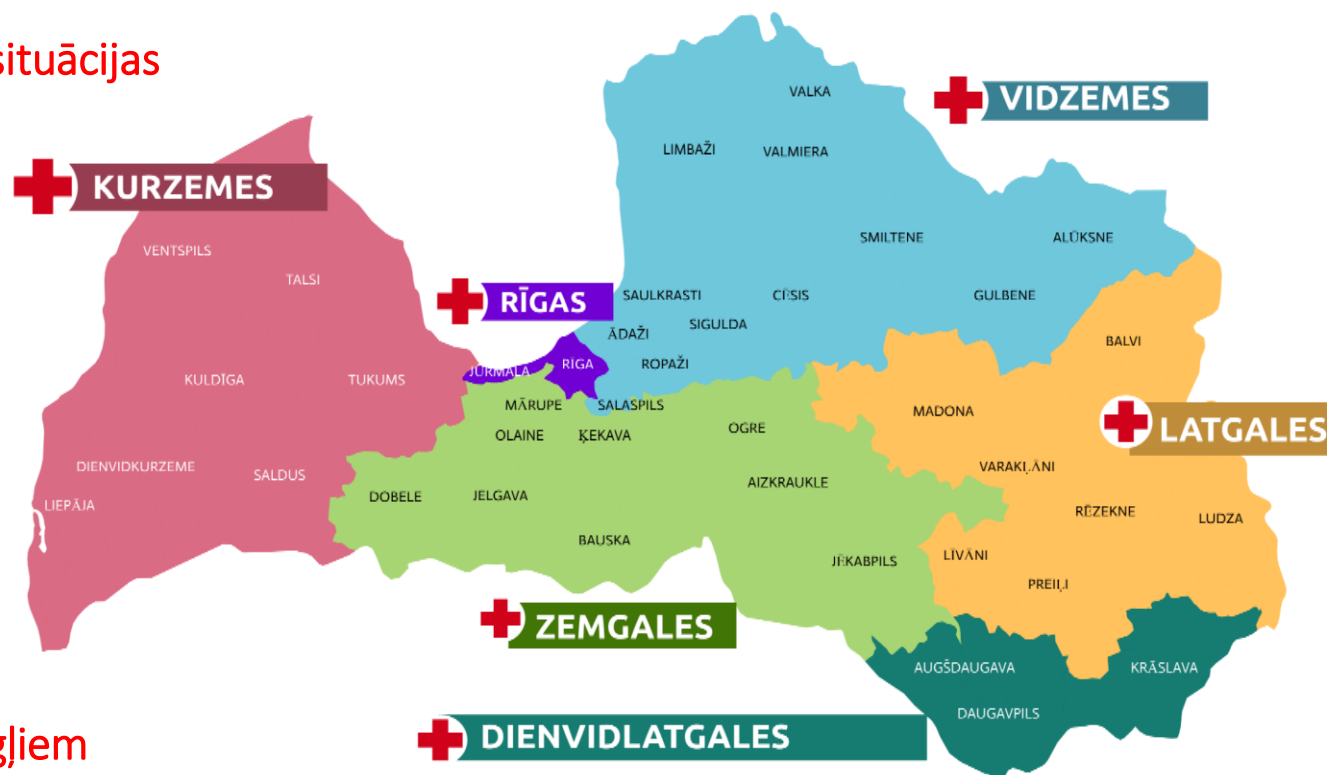 situācijas
VALKA
VIDZEMES
LIMBAŽI
VALMIERA
KURZEMES
VENTSPILS
SMILTENE
ALŪKSNE
TALSI
RĪGAS
SAULKRASTI
CĒSIS
GULBENE
ĀDAŽI
SIGULDA
BALVI
JŪRMALA
RĪGA
ROPAŽI
KULDĪGA
TUKUMS
MĀRUPE
SALASPILS
MADONA
OLAINE
ĶEKAVA
OGRE
LATGALES
DIENVIDKURZEME
SALDUS
VARAKĻĀNI
LIEPĀJA
DOBELE
JELGAVA
AIZKRAUKLE
RĒZEKNE
LUDZA
BAUSKA
JĒKABPILS
LĪVĀNI
PREIĻI
ZEMGALES
AUGŠDAUGAVA
KRĀSLAVA
DAUGAVPILS
DIENVIDLATGALES
gļiem